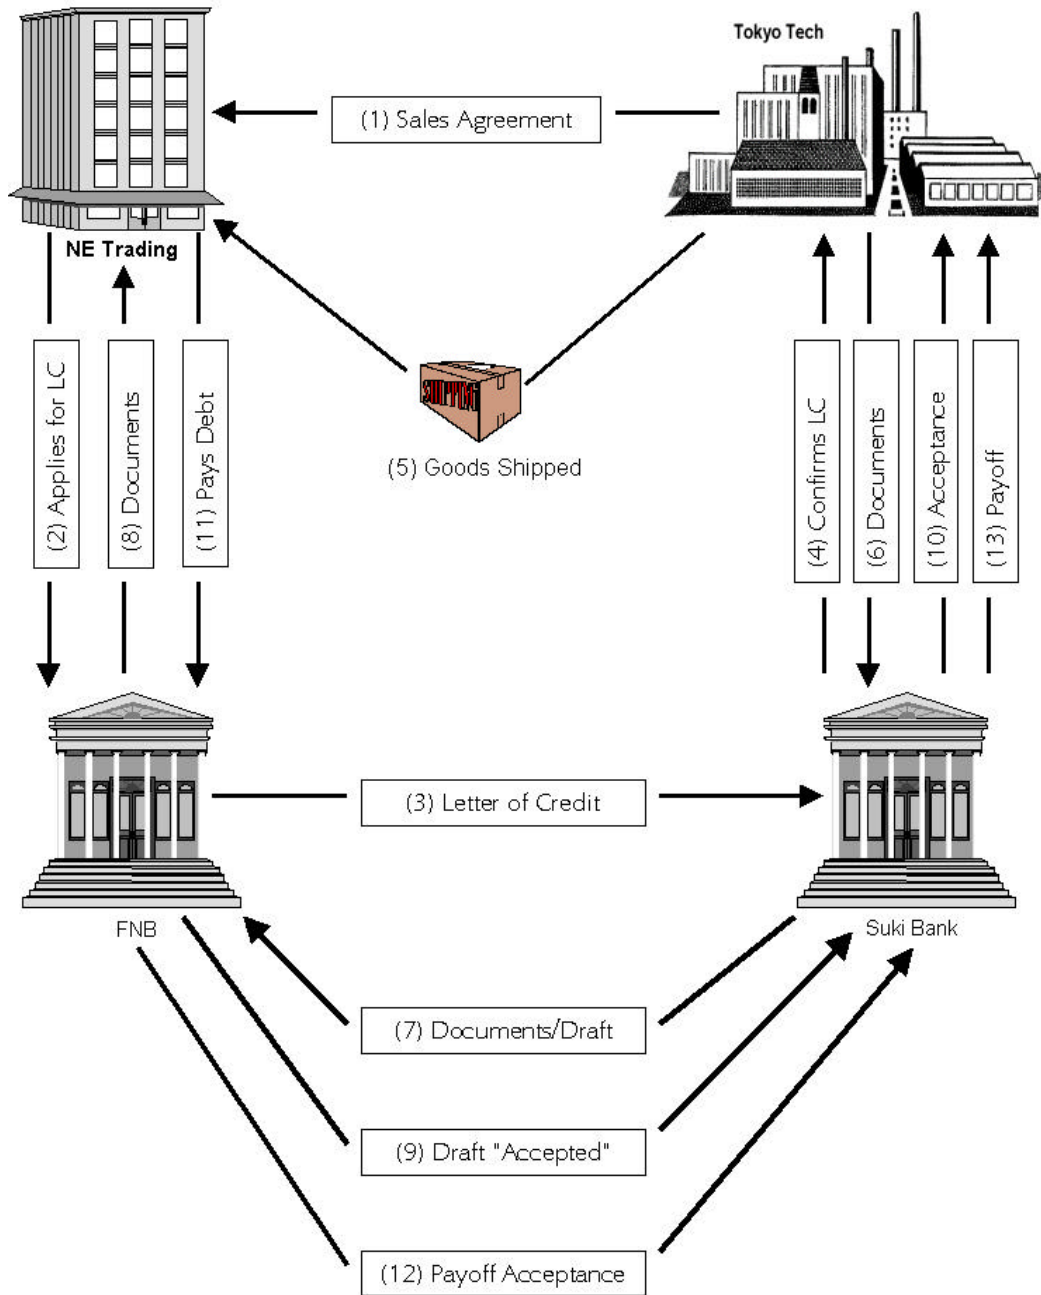 Tokyo Tech
(1) Sales Agreement
NE Trading
(2) Applies for LC
(8) Documents
(11) Pays Debt
SHIPPING
(5) Goods Shipped
(4) Confirms LC
(6) Documents
(10) Acceptance
(13) Payoff
(3) Letter of Credit
FNB
Suki Bank
(7) Documents/Draft
(9) Draft "Accepted"
(12) Payoff Acceptance